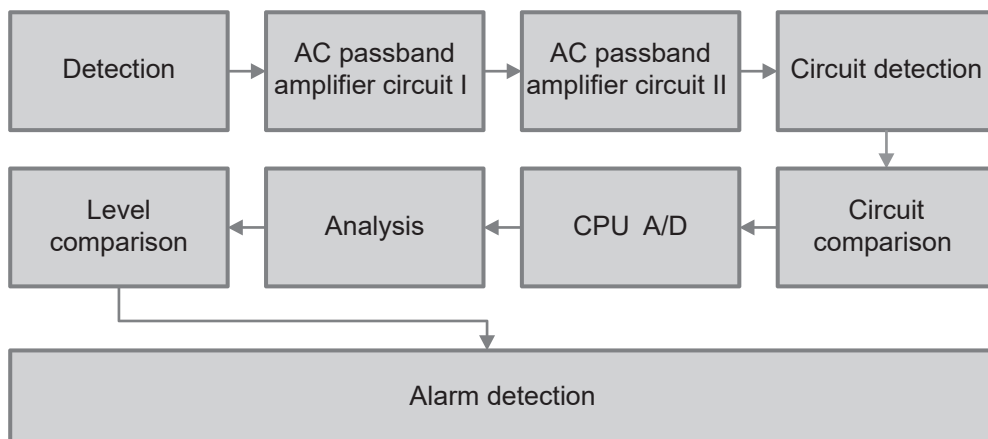 Detection
AC passband
amplifier circuit I
AC passband
amplifier circuit II
Circuit detection
Level
comparison
Analysis
CPU A/D
Circuit
comparison
Alarm detection